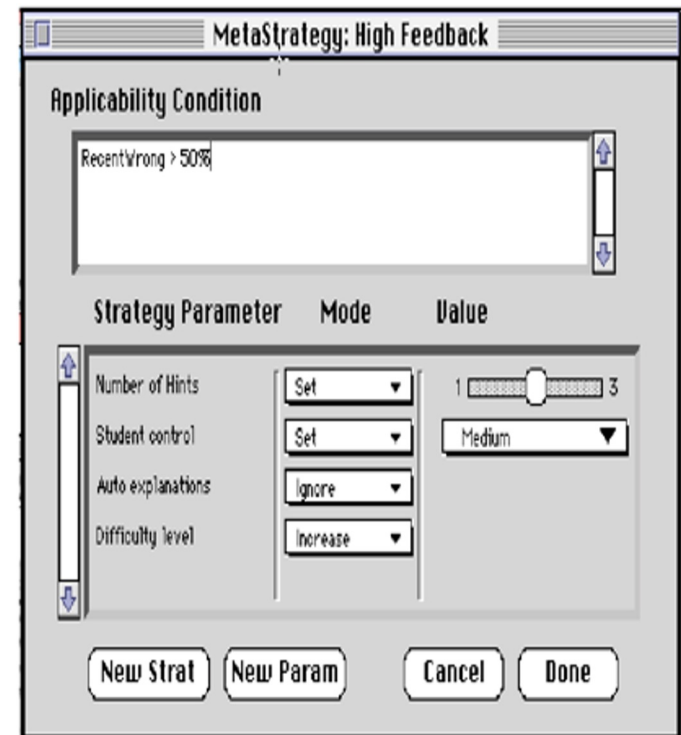 MetaStrategy: High Feedback
Applicability Condition
RecentWrong > 50%
Strategy Parameter Mode Value
Number of Hints Set 1 3
Student control Set Medium
Auto explanations Ignore
Difficulty level Increase
New Strat New Param Cancel Done